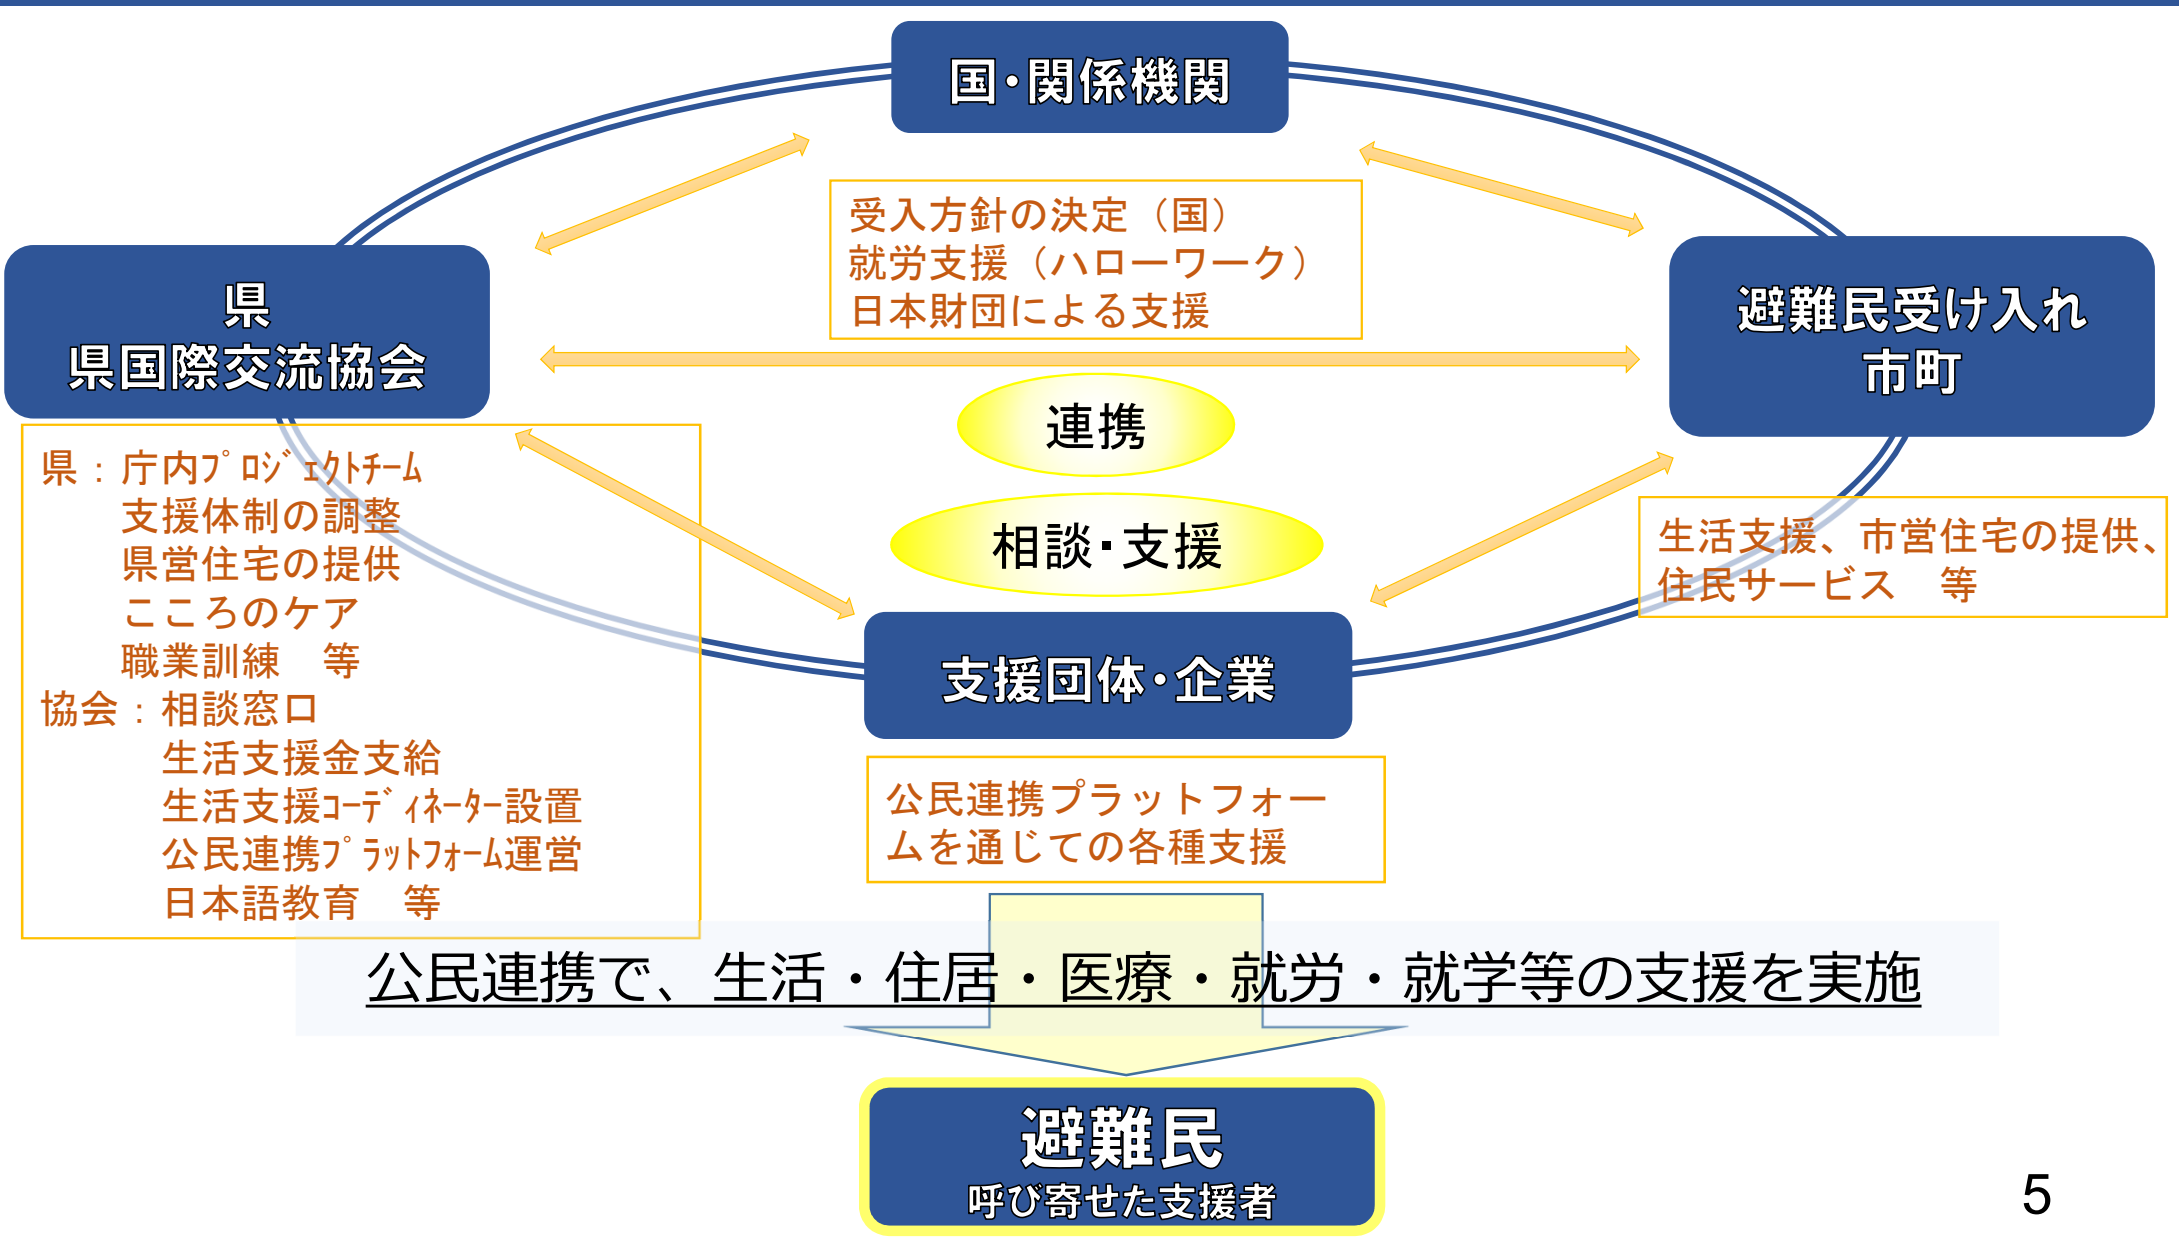 国・関係機関
受入方針の決定（国）
就労支援（ハローワーク）
日本財団による支援
県
県国際交流協会
避難民受け入れ
市町
連携
相談・支援
県：庁内ﾌﾟﾛｼﾞｪｸﾄﾁｰﾑ
支援体制の調整
県営住宅の提供
こころのケア
職業訓練　等
協会：相談窓口
生活支援金支給
生活支援ｺｰﾃﾞｨﾈｰﾀｰ設置
公民連携ﾌﾟﾗｯﾄﾌｫｰﾑ運営
日本語教育　等
生活支援、市営住宅の提供、
住民サービス　等
支援団体・企業
公民連携プラットフォー
ムを通じての各種支援
公民連携で、生活・住居・医療・就労・就学等の支援を実施
避難民
呼び寄せた支援者
5